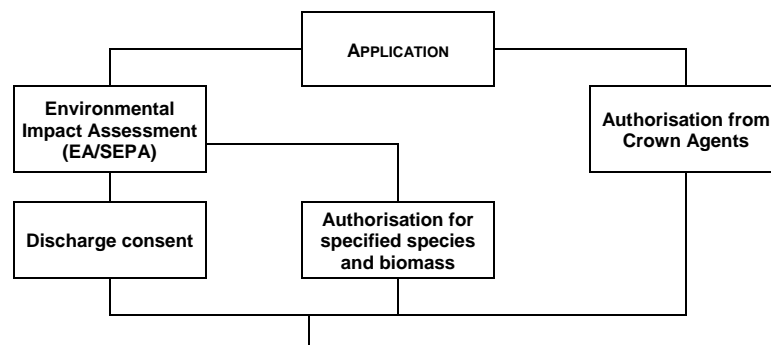 APPLICATION
Environmental
Impact Assessment
(EA/SEPA)
Authorisation from
Crown Agents
Discharge consent
Authorisation for
specified species
and biomass